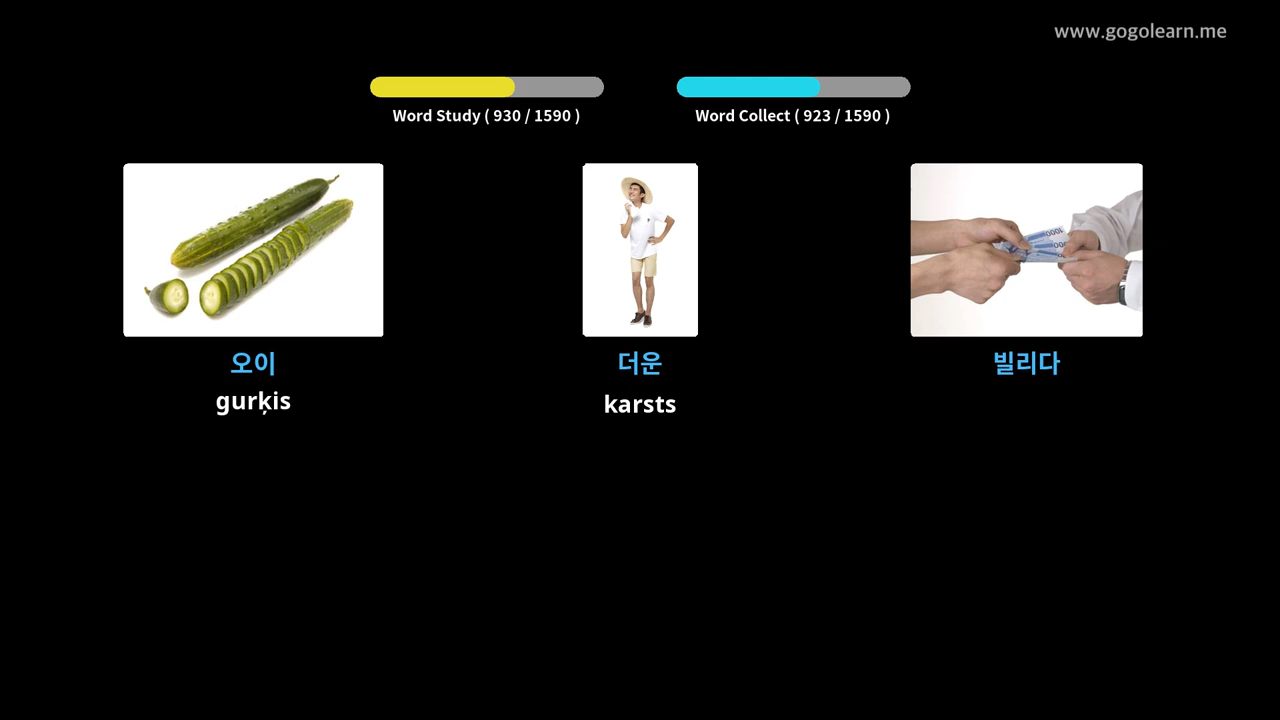 www.gogolearn.me
Word Study ( 930 / 1590 )
Word Collect ( 923 / 1590 )
오이
더운
빌리다
gurķis
karsts